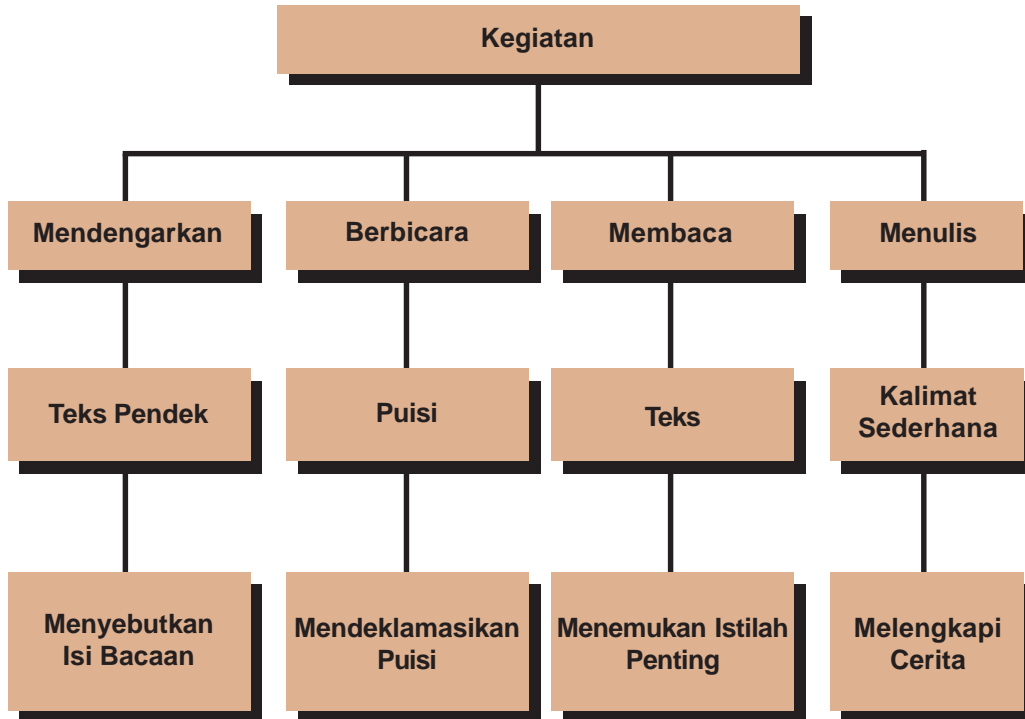 Kegiatan
Mendengarkan
Berbicara
Membaca
Menulis
Teks Pendek
Puisi
Teks
Kalimat
Sederhana
Menyebutkan
Isi Bacaan
Mendeklamasikan
Puisi
Menemukan Istilah
Penting
Melengkapi
Cerita